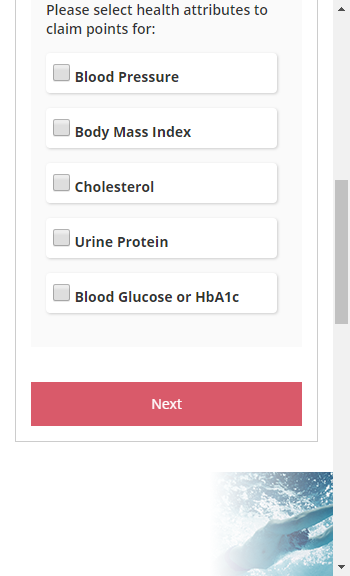 Please select health attributes to
claim points for:
Blood Pressure
Body Mass Index
Cholesterol
Urine Protein
Blood Glucose or HbA1c
Next